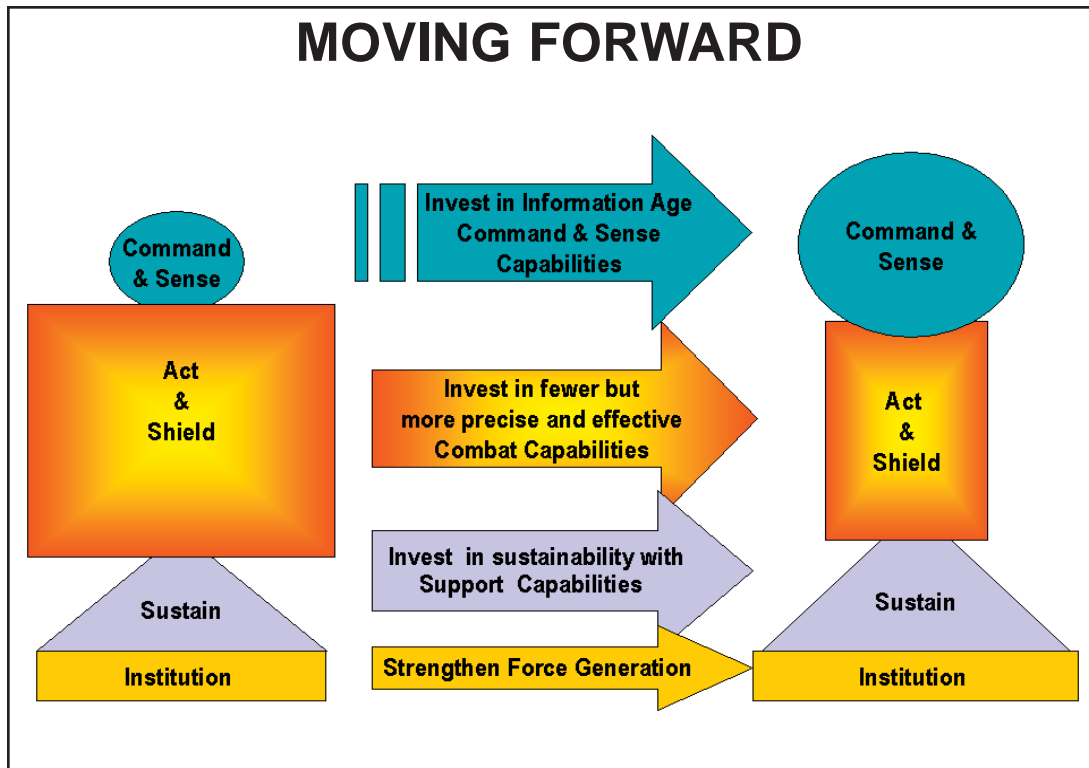 MOVING FORWARD
Command
& Sense
Act
&
Shield
Sustain
Institution
Invest in Information Age
Command & Sense
Capabilities
Invest in fewer but
more precise and effective
Combat Capabilities
Invest in sustainability with
Support Capabilities
Strengthen Force Generation
Command &
Sense
Act
&
Shield
Sustain
Institution